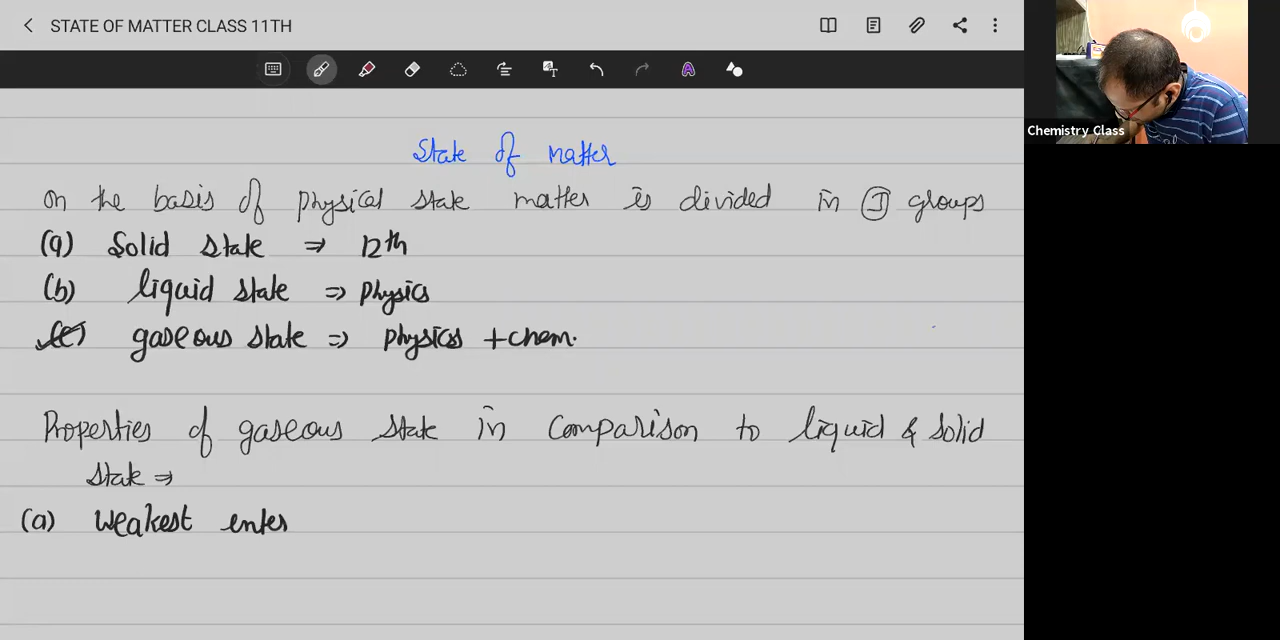 STATE OF MATTER CLASS 11TH
Chemistry Class
State of matter
on the basis of physical state matter is divided in groups
(a) Solid state ⇒ 12th
(b) liquid state ⇒ physics
(c) gaseous state ⇒ physics + chem.
Properties of gaseous state in comparison to liquid & solid
state ⇒
(a) weakest enter